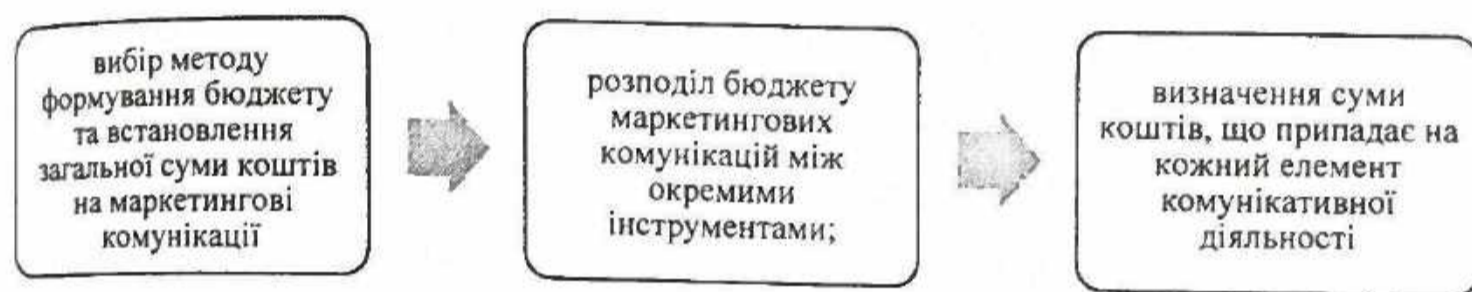 вибір методу
формування бюджету
та встановлення
загальної суми коштів
на маркетингові
комунікації
розподіл бюджету
маркетингових
комунікацій між
окремими
інструментами;
визначення суми
коштів, що припадає на
кожний елемент
комунікативної
діяльності